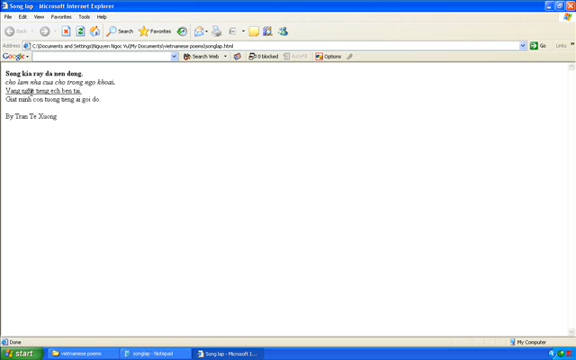 Song lap - Microsoft Internet Explorer
File Edit View Favorites Tools Help
Back Search Favorites
Address C:\Documents and Settings\Nguyen Ngoc Vu\My Documents\vietnamese poems\songlap.html Go Links
Google Search Web 0 blocked AutoFill Options
Song kia ray da nen dong.
cho lam nha cua cho trong ngo khoai.
Vang nghe tieng ech ben tai.
Giat minh con tuong tieng ai goi do.
By Tran Te Xuong
Done My Computer
start vietnamese poems songlap - Notepad Song lap - Microsoft I...